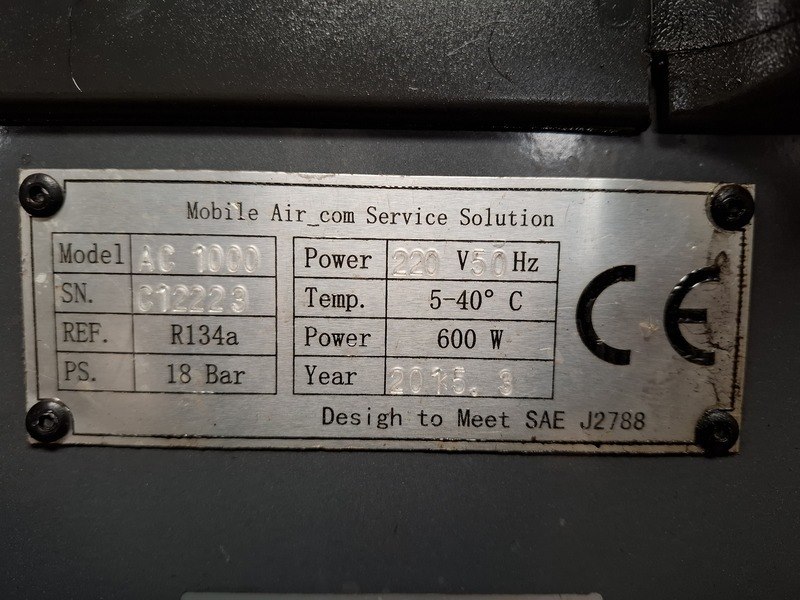 Mobile Air_com Service Solution
Model AC 1000 Power 220 V 50 Hz
SN. C12223 Temp. 5-40° C
REF. R134a Power 600 W
PS. 18 Bar Year 2015.3
Desigh to Meet SAE J2788
CE